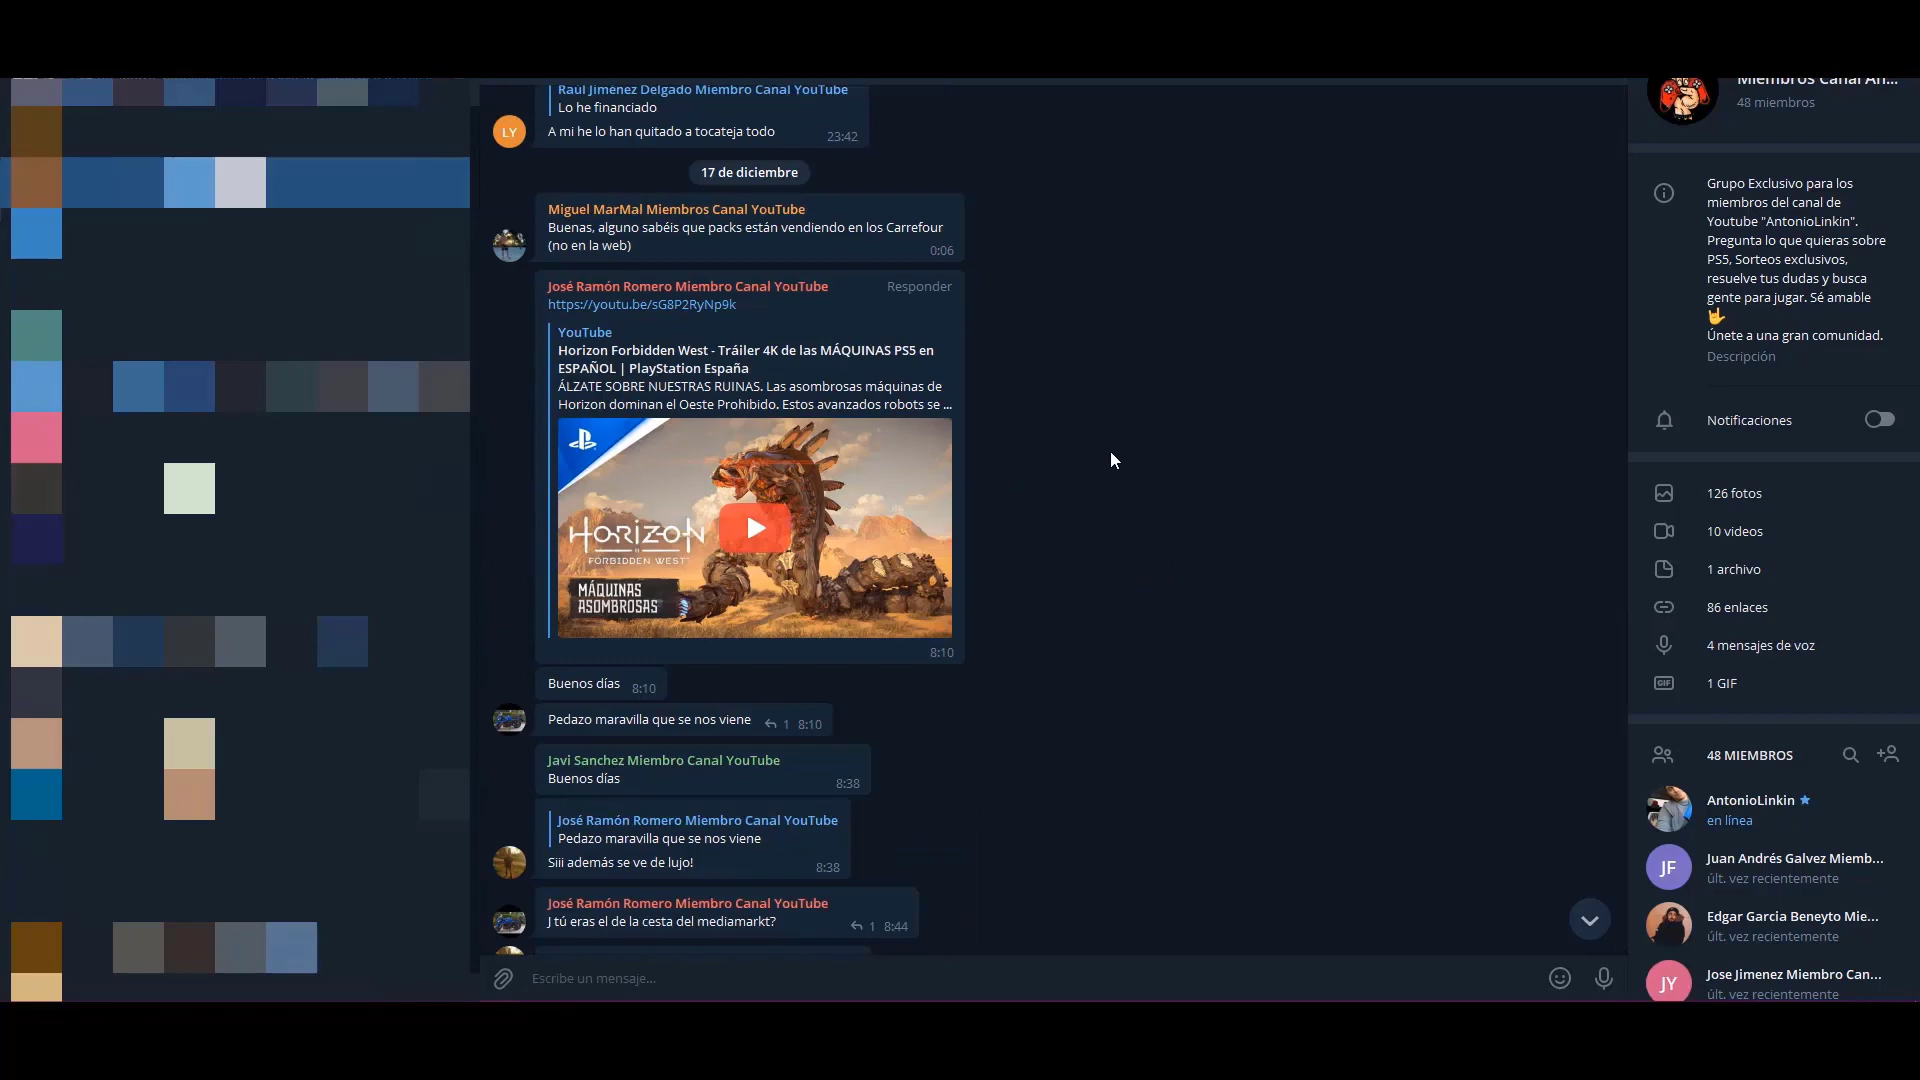 Raul Jiménez Delgado Miembro Canal YouTube
Lo he financiado
LY
A mi he lo han quitado a tocateja todo
23:42
17 de diciembre
Miguel MarMal Miembros Canal YouTube
Buenas, alguno sabéis que packs están vendiendo en los Carrefour
(no en la web)
0:06
José Ramón Romero Miembro Canal YouTube
Responder
https://youtu.be/sG8P2RyNp9k
YouTube
Horizon Forbidden West - Tráiler 4K de las MÁQUINAS PS5 en
ESPAÑOL | PlayStation España
ÁLZATE SOBRE NUESTRAS RUINAS. Las asombrosas máquinas de
Horizon dominan el Oeste Prohibido. Estos avanzados robots se ...
HORIZON
FORBIDDEN WEST
MÁQUINAS
ASOMBROSAS
8:10
Buenos días 8:10
Pedazo maravilla que se nos viene 1 8:10
Javi Sanchez Miembro Canal YouTube
Buenos días
8:38
José Ramón Romero Miembro Canal YouTube
Pedazo maravilla que se nos viene
Siii además se ve de lujo!
8:38
José Ramón Romero Miembro Canal YouTube
J tú eras el de la cesta del mediamarkt? 1 8:44
Escribe un mensaje...
Miembros Canal An...
48 miembros
Grupo Exclusivo para los
miembros del canal de
Youtube "AntonioLinkin".
Pregunta lo que quieras sobre
PS5, Sorteos exclusivos,
resuelve tus dudas y busca
gente para jugar. Sé amable
🤟
Únete a una gran comunidad.
Descripción
Notificaciones
126 fotos
10 videos
1 archivo
86 enlaces
4 mensajes de voz
GIF
1 GIF
48 MIEMBROS
AntonioLinkin
en línea
JF
Juan Andrés Galvez Miemb...
últ. vez recientemente
Edgar Garcia Beneyto Mie...
últ. vez recientemente
JY
Jose Jimenez Miembro Can...
últ. vez recientemente